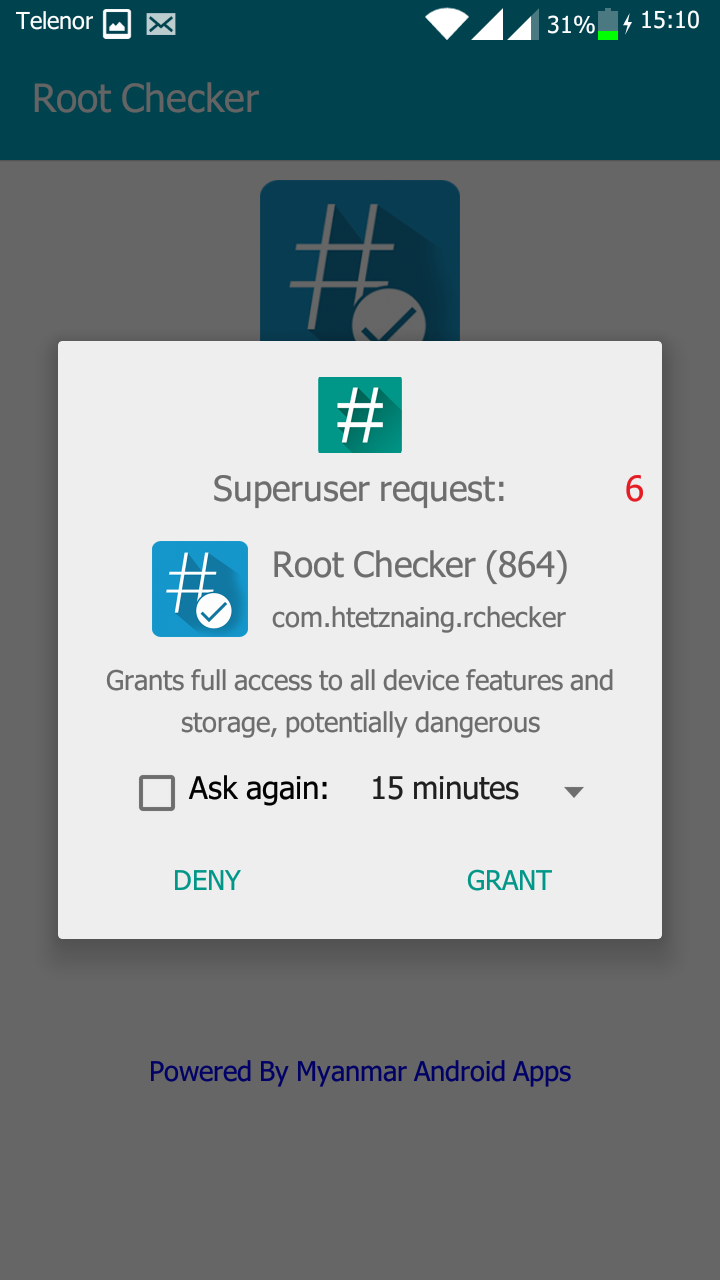 Telenor 31% 15:10
Root Checker
Superuser request: 6
Root Checker (864)
com.htetznaing.rchecker
Grants full access to all device features and
storage, potentially dangerous
Ask again: 15 minutes
DENY GRANT
Powered By Myanmar Android Apps